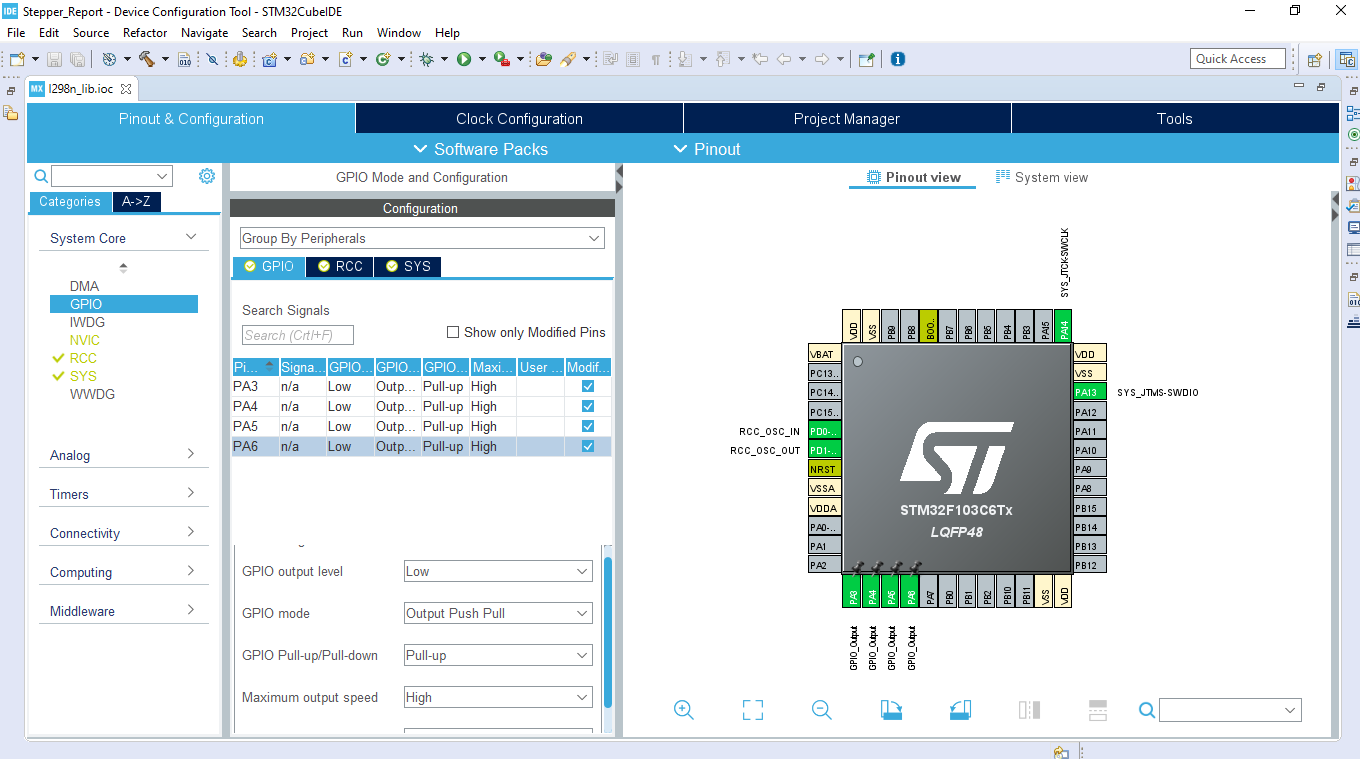 IDE Stepper_Report - Device Configuration Tool - STM32CubeIDE
File Edit Source Refactor Navigate Search Project Run Window Help
Quick Access
MX l298n_lib.ioc
Pinout & Configuration Clock Configuration Project Manager Tools
Software Packs Pinout
Categories A->Z
System Core
DMA
GPIO
IWDG
NVIC
RCC
SYS
WWDG
Analog
Timers
Connectivity
Computing
Middleware
GPIO Mode and Configuration
Configuration
Group By Peripherals
GPIO RCC SYS
Search Signals
Search (Crtl+F)
Show only Modified Pins
Pi... Signa... GPIO... GPIO... GPIO... Maxi... User ... Modif...
PA3 n/a Low Outp... Pull-up High
PA4 n/a Low Outp... Pull-up High
PA5 n/a Low Outp... Pull-up High
PA6 n/a Low Outp... Pull-up High
GPIO output level Low
GPIO mode Output Push Pull
GPIO Pull-up/Pull-down Pull-up
Maximum output speed High
Pinout view System view
SYS_JTCK-SWCLK
VDD VSS PB9 PB8 BOO... PB7 PB6 PB5 PB4 PB3 PA15 PA14
VBAT
PC13...
PC14...
PC15...
RCC_OSC_IN PD0-...
RCC_OSC_OUT PD1-...
NRST
VSSA
VDDA
PA0-...
PA1
PA2
ST
STM32F103C6Tx
LQFP48
VDD
VSS
PA13 SYS_JTMS-SWDIO
PA12
PA11
PA10
PA9
PA8
PB15
PB14
PB13
PB12
PA3 PA4 PA5 PA6 PA7 PB0 PB1 PB2 PB10 PB11 VSS VDD
GPIO_Output GPIO_Output GPIO_Output GPIO_Output